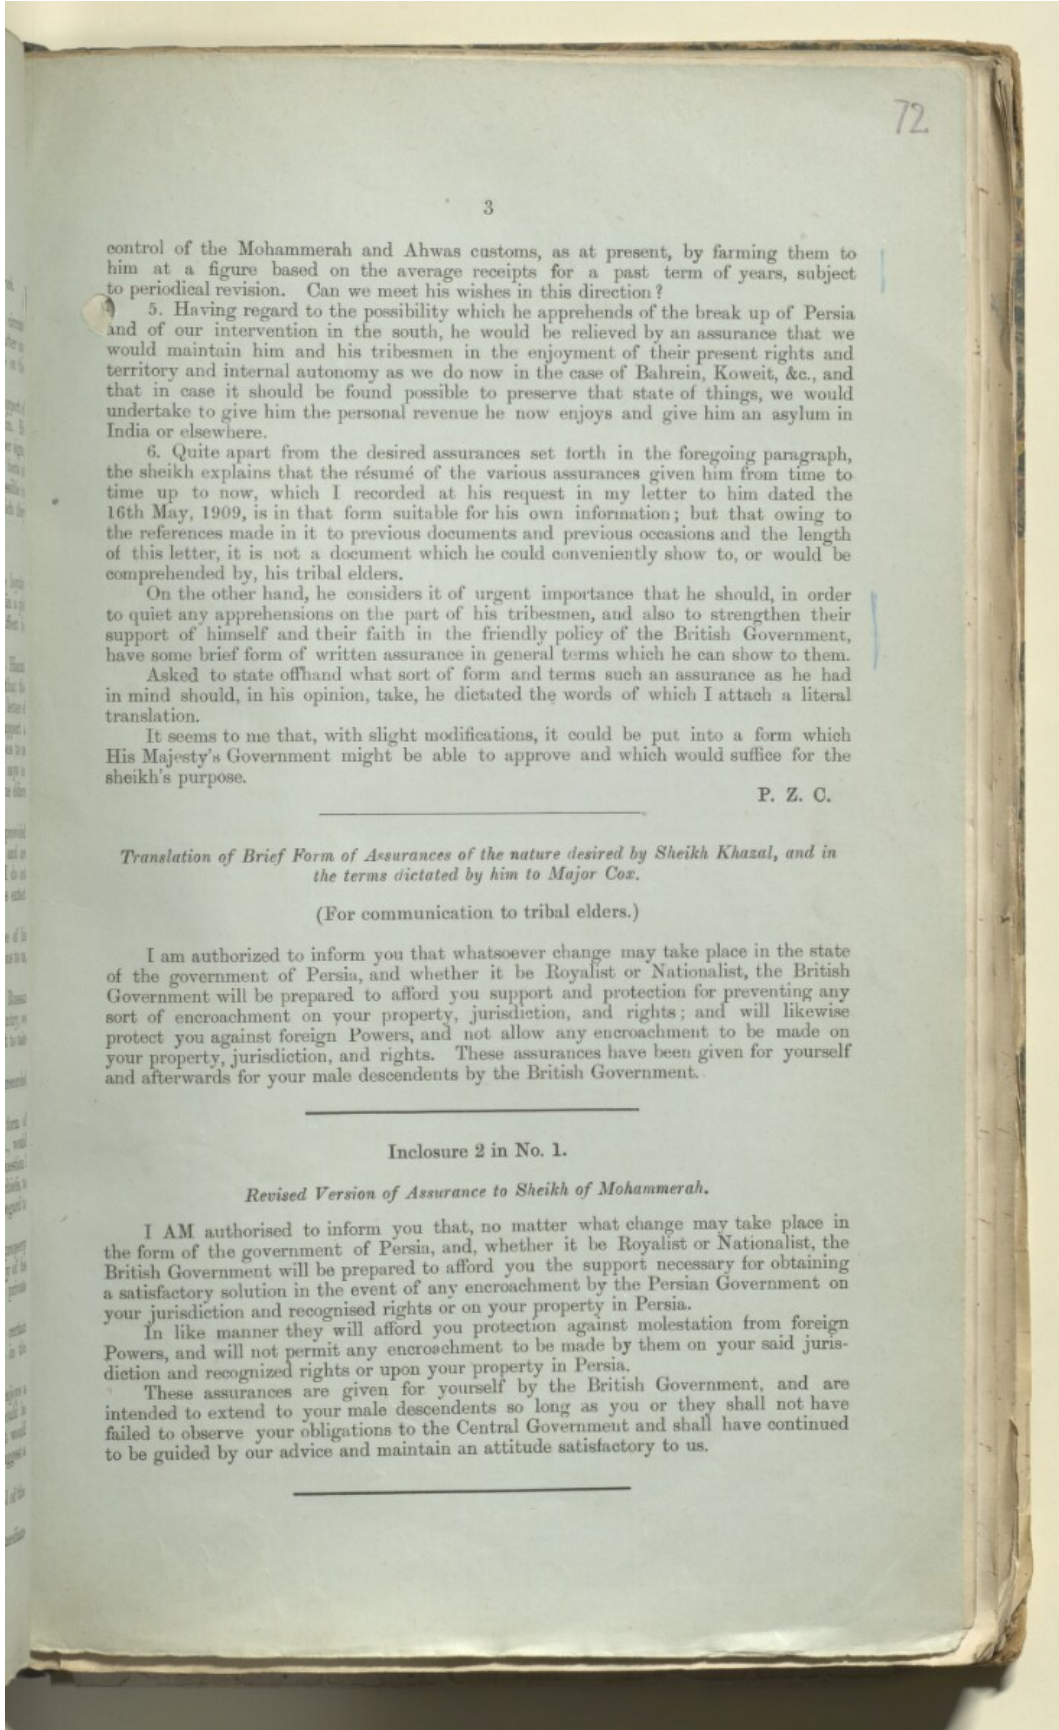 72
3
control of the Mohammerah and Ahwas customs, as at present, by farming them to
him at a figure based on the average receipts for a past term of years, subject
to periodical revision. Can we meet his wishes in this direction?
5. Having regard to the possibility which he apprehends of the break up of Persia
and of our intervention in the south, he would be relieved by an assurance that we
would maintain him and his tribesmen in the enjoyment of their present rights and
territory and internal autonomy as we do now in the case of Bahrein, Koweit, &c., and
that in case it should be found possible to preserve that state of things, we would
undertake to give him the personal revenue he now enjoys and give him an asylum in
India or elsewhere.
6. Quite apart from the desired assurances set forth in the foregoing paragraph,
the sheikh explains that the résumé of the various assurances given him from time to
time up to now, which I recorded at his request in my letter to him dated the
16th May, 1909, is in that form suitable for his own information; but that owing to
the references made in it to previous documents and previous occasions and the length
of this letter, it is not a document which he could conveniently show to, or would be
comprehended by, his tribal elders.
On the other hand, he considers it of urgent importance that he should, in order
to quiet any apprehensions on the part of his tribesmen, and also to strengthen their
support of himself and their faith in the friendly policy of the British Government,
have some brief form of written assurance in general terms which he can show to them.
Asked to state offhand what sort of form and terms such an assurance as he had
in mind should, in his opinion, take, he dictated the words of which I attach a literal
translation.
It seems to me that, with slight modifications, it could be put into a form which
His Majesty's Government might be able to approve and which would suffice for the
sheikh's purpose.
P. Z. C.
Translation of Brief Form of Assurances of the nature desired by Sheikh Khazal, and in
the terms dictated by him to Major Cox.
(For communication to tribal elders.)
I am authorized to inform you that whatsoever change may take place in the state
of the government of Persia, and whether it be Royalist or Nationalist, the British
Government will be prepared to afford you support and protection for preventing any
sort of encroachment on your property, jurisdiction, and rights; and will likewise
protect you against foreign Powers, and not allow any encroachment to be made on
your property, jurisdiction, and rights. These assurances have been given for yourself
and afterwards for your male descendents by the British Government.
Inclosure 2 in No. 1.
Revised Version of Assurance to Sheikh of Mohammerah.
I AM authorised to inform you that, no matter what change may take place in
the form of the government of Persia, and, whether it be Royalist or Nationalist, the
British Government will be prepared to afford you the support necessary for obtaining
a satisfactory solution in the event of any encroachment by the Persian Government on
your jurisdiction and recognised rights or on your property in Persia.
In like manner they will afford you protection against molestation from foreign
Powers, and will not permit any encroachment to be made by them on your said juris-
diction and recognized rights or upon your property in Persia.
These assurances are given for yourself by the British Government, and are
intended to extend to your male descendents so long as you or they shall not have
failed to observe your obligations to the Central Government and shall have continued
to be guided by our advice and maintain an attitude satisfactory to us.